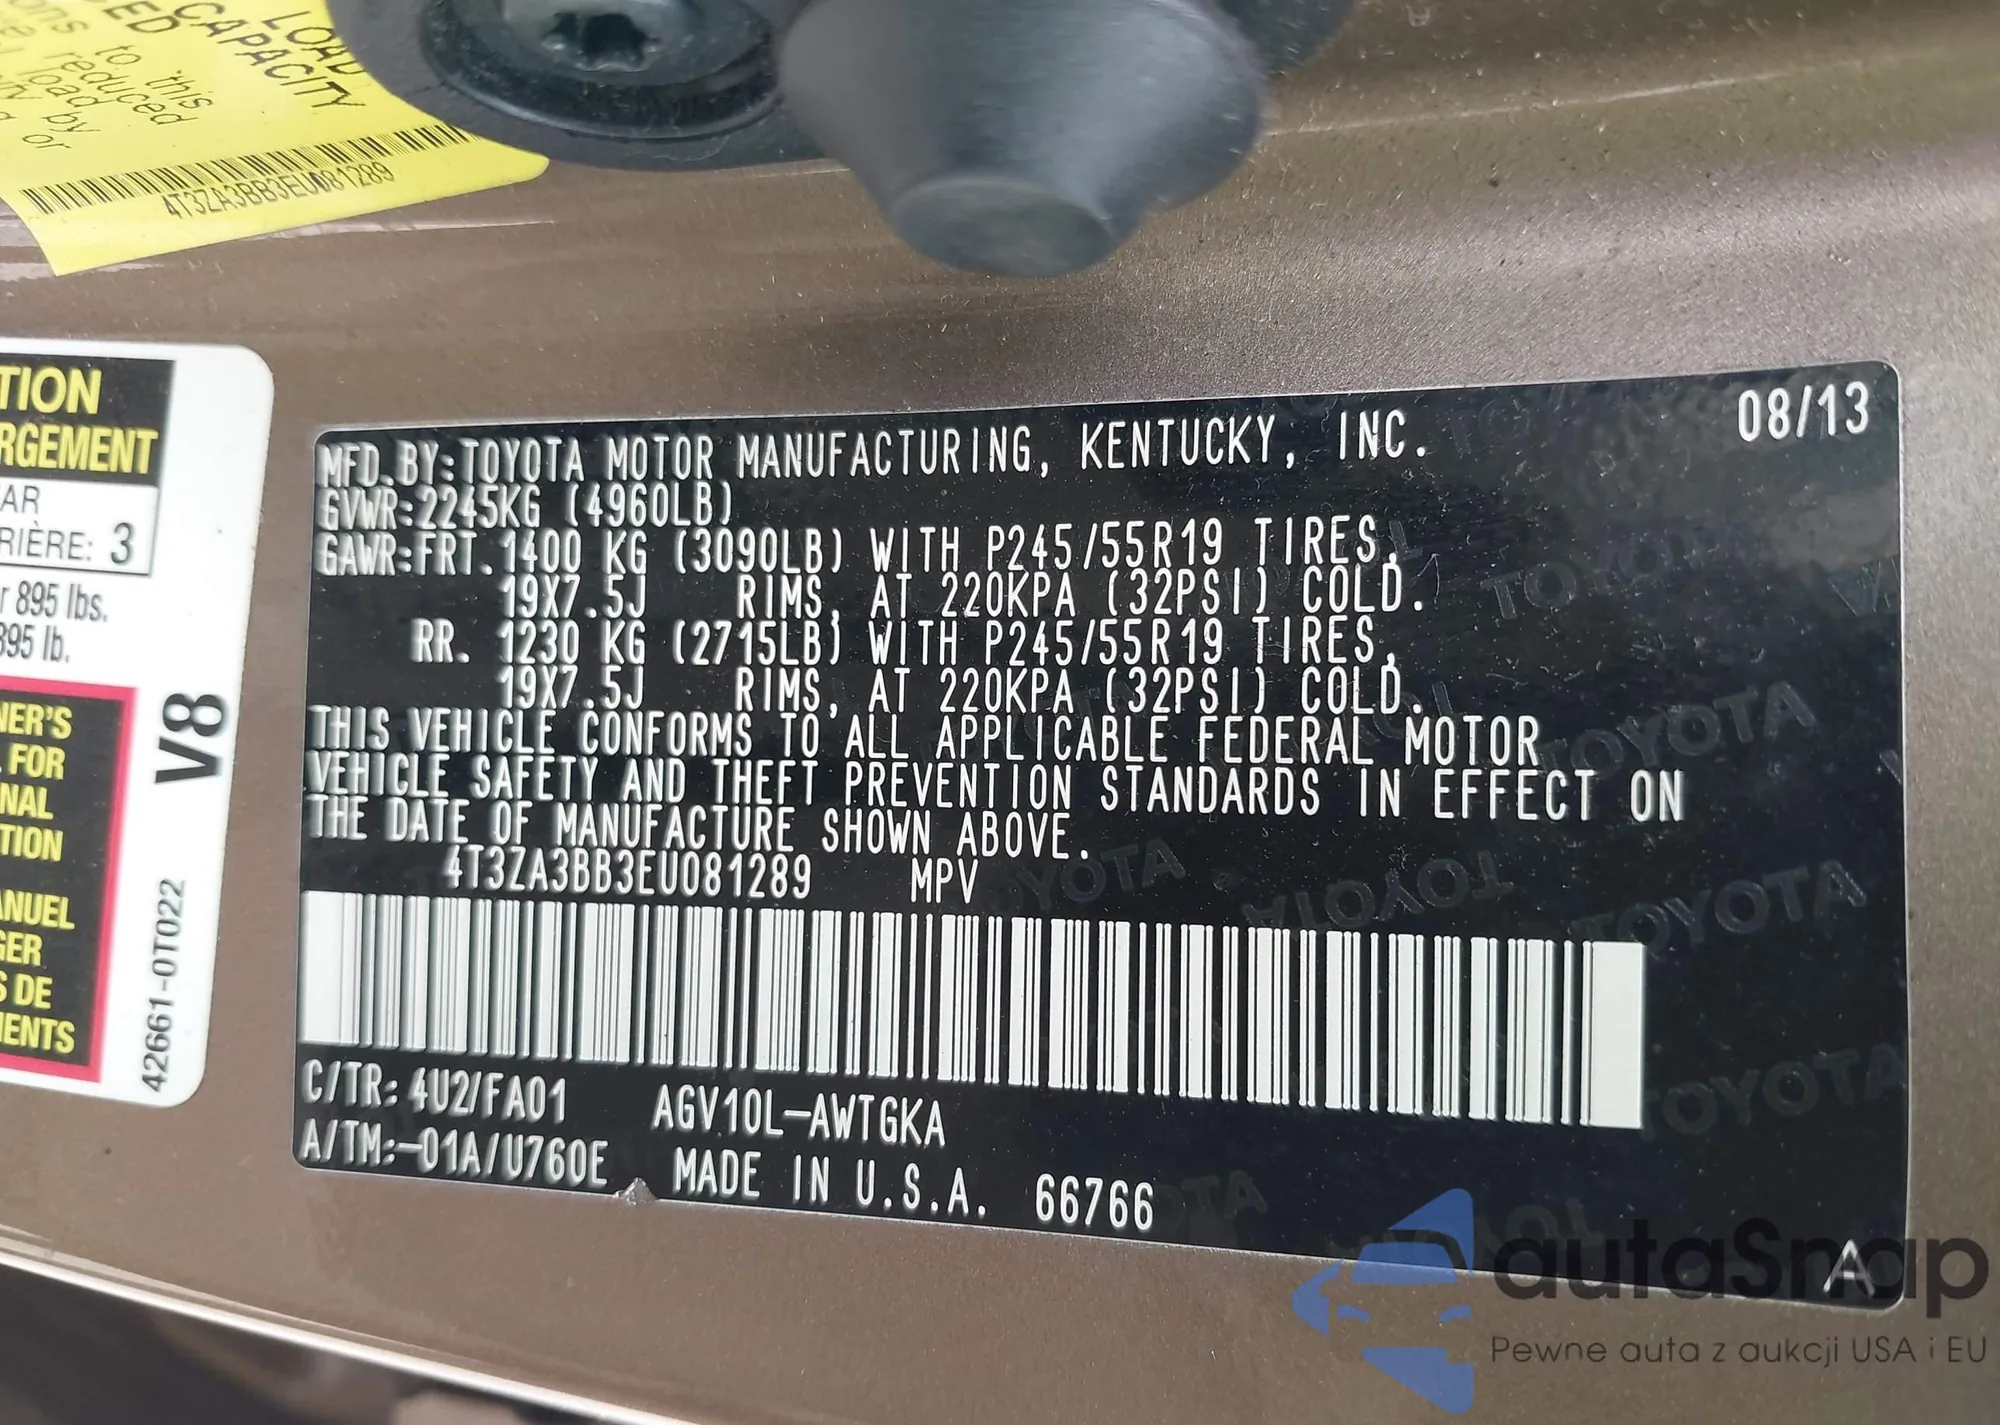 LOAD
CAPACITY
to this
reduced
load by
or
4T3ZA3BB3EU081289
TION
RGEMENT
AR
RIÈRE: 3
r 895 lbs.
895 lb.
NER'S
FOR
NAL
TION
ANUEL
GER
S DE
MENTS
V8
42661-0T022
08/13
MFD.BY:TOYOTA MOTOR MANUFACTURING, KENTUCKY, INC.
GVWR:2245KG (4960LB)
GAWR:FRT. 1400 KG (3090LB) WITH P245/55R19 TIRES,
19X7.5J RIMS, AT 220KPA (32PSI) COLD.
RR. 1230 KG (2715LB) WITH P245/55R19 TIRES,
19X7.5J RIMS, AT 220KPA (32PSI) COLD.
THIS VEHICLE CONFORMS TO ALL APPLICABLE FEDERAL MOTOR
VEHICLE SAFETY AND THEFT PREVENTION STANDARDS IN EFFECT ON
THE DATE OF MANUFACTURE SHOWN ABOVE.
4T3ZA3BB3EU081289 MPV
C/TR: 4U2/FA01 AGV10L-AWTGKA
A/TM:-01A/U760E MADE IN U.S.A. 66766
A
autaSnap
Pewne auta z aukcji USA i EU